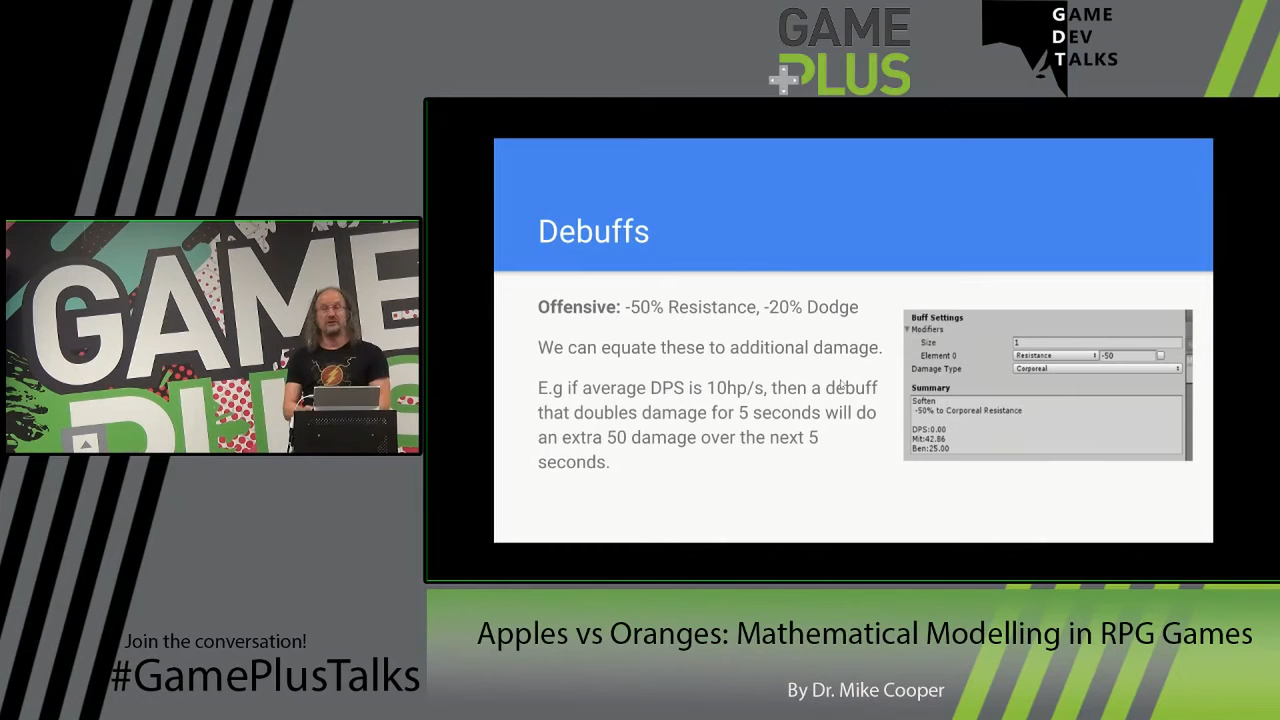 GAME
PLUS
GAME
DEV
TALKS
GAME
PLUS
Debuffs
Offensive: -50% Resistance, -20% Dodge
We can equate these to additional damage.
E.g if average DPS is 10hp/s, then a debuff
that doubles damage for 5 seconds will do
an extra 50 damage over the next 5
seconds.
Buff Settings
Modifiers
Size 1
Element 0 Resistance -50
Damage Type Corporeal
Summary
Soften
-50% to Corporeal Resistance
DPS:0.00
Mit:42.86
Ben:25.00
Join the conversation!
#GamePlusTalks
Apples vs Oranges: Mathematical Modelling in RPG Games
By Dr. Mike Cooper